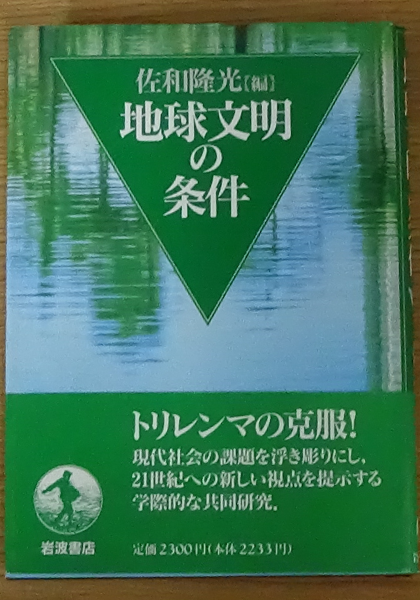 佐和隆光【編】
地球文明
の
条件
トリレンマの克服!
現代社会の課題を浮き彫りにし、
21世紀への新しい視点を提示する
学際的な共同研究。
岩波書店
定価2300円(本体2233円)